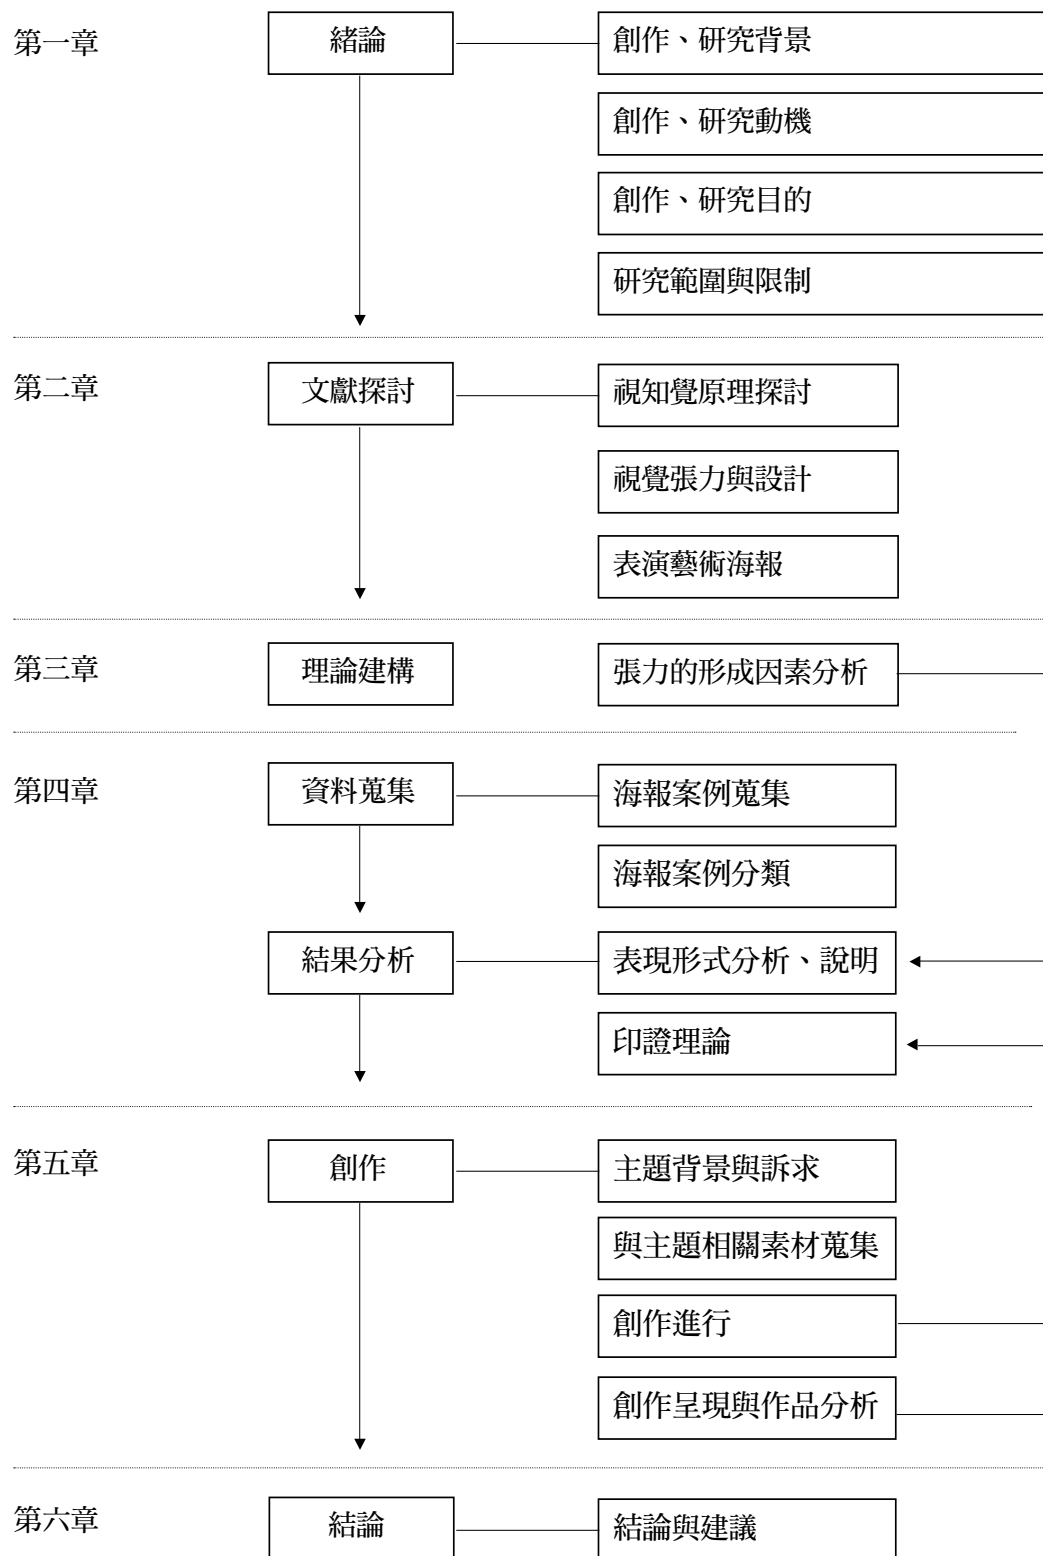 第一章
緒論
創作、研究背景
創作、研究動機
創作、研究目的
研究範圍與限制
第二章
文獻探討
視知覺原理探討
視覺張力與設計
表演藝術海報
第三章
理論建構
張力的形成因素分析
第四章
資料蒐集
海報案例蒐集
海報案例分類
結果分析
表現形式分析、說明
印證理論
第五章
創作
主題背景與訴求
與主題相關素材蒐集
創作進行
創作呈現與作品分析
第六章
結論
結論與建議